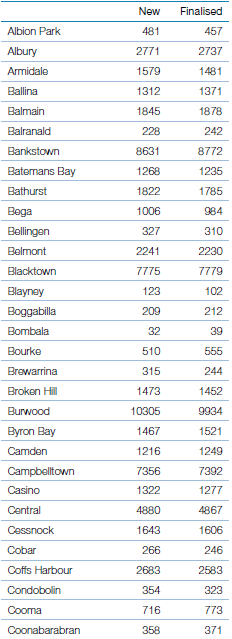 New Finalised
Albion Park 481 457
Albury 2771 2737
Armidale 1579 1481
Ballina 1312 1371
Balmain 1845 1878
Balranald 228 242
Bankstown 8631 8772
Batemans Bay 1268 1235
Bathurst 1822 1785
Bega 1006 984
Bellingen 327 310
Belmont 2241 2230
Blacktown 7775 7779
Blayney 123 102
Boggabilla 209 212
Bombala 32 39
Bourke 510 555
Brewarrina 315 244
Broken Hill 1473 1452
Burwood 10305 9934
Byron Bay 1467 1521
Camden 1216 1249
Campbelltown 7356 7392
Casino 1322 1277
Central 4880 4867
Cessnock 1643 1606
Cobar 266 246
Coffs Harbour 2683 2583
Condobolin 354 323
Cooma 716 773
Coonabarabran 358 371